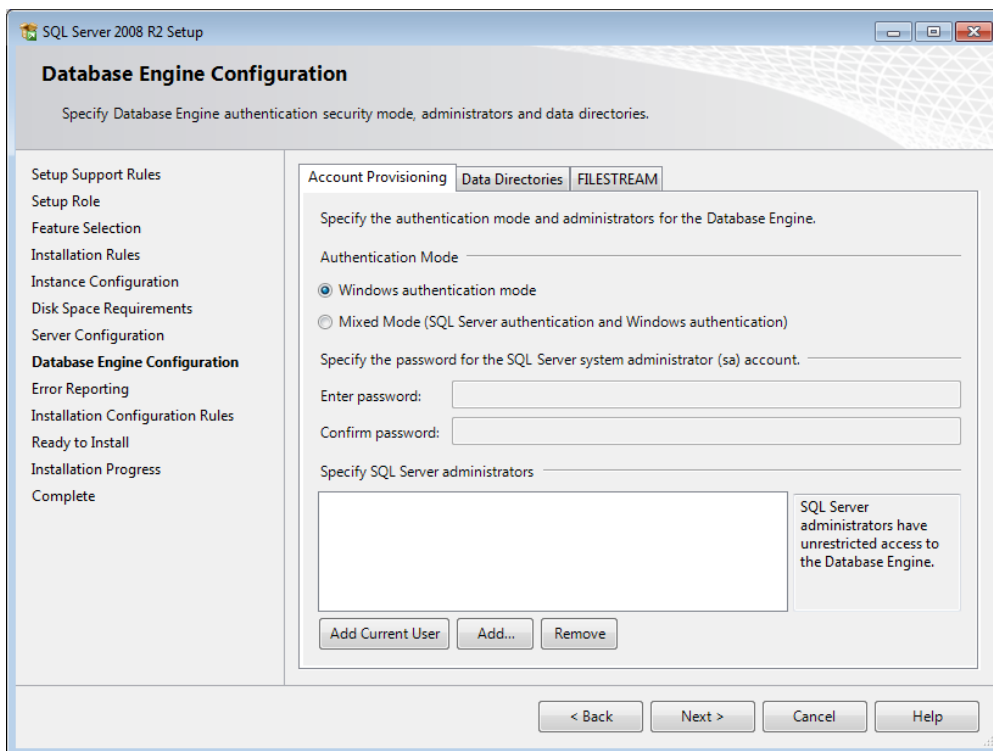 SQL Server 2008 R2 Setup
Database Engine Configuration
Specify Database Engine authentication security mode, administrators and data directories.
Setup Support Rules
Setup Role
Feature Selection
Installation Rules
Instance Configuration
Disk Space Requirements
Server Configuration
Database Engine Configuration
Error Reporting
Installation Configuration Rules
Ready to Install
Installation Progress
Complete
Account Provisioning Data Directories FILESTREAM
Specify the authentication mode and administrators for the Database Engine.
Authentication Mode
Windows authentication mode
Mixed Mode (SQL Server authentication and Windows authentication)
Specify the password for the SQL Server system administrator (sa) account.
Enter password:
Confirm password:
Specify SQL Server administrators
SQL Server
administrators have
unrestricted access to
the Database Engine.
Add Current User Add... Remove
< Back Next > Cancel Help